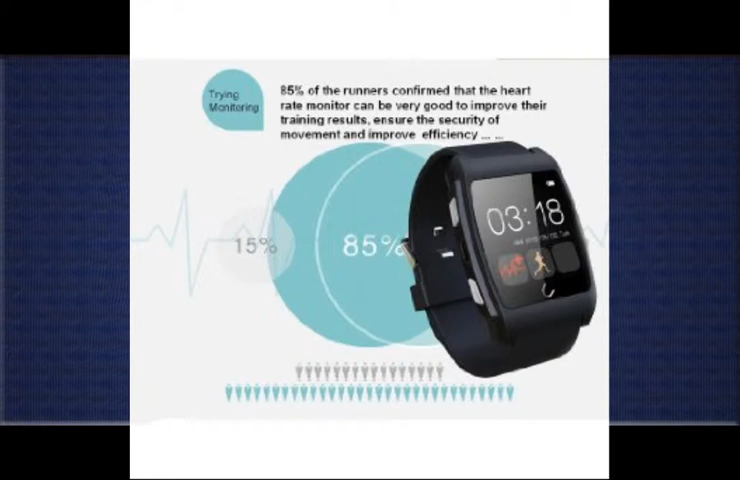 Trying
Monitoring
85% of the runners confirmed that the heart
rate monitor can be very good to improve their
training results, ensure the security of
movement and improve efficiency ... ...
15%
85%
03:18